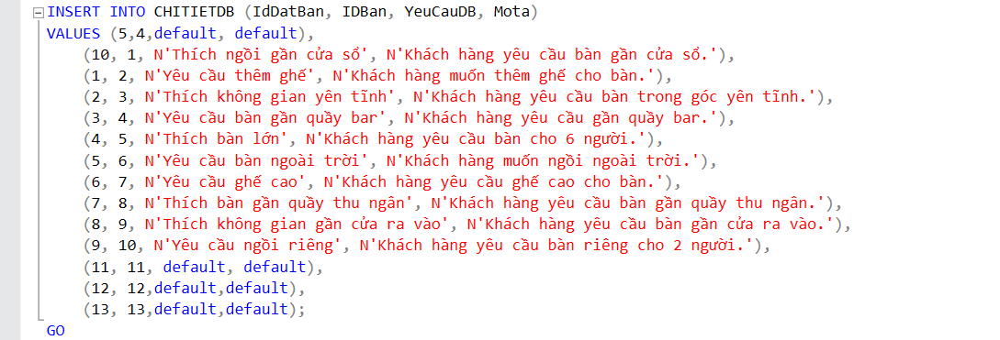 INSERT INTO CHITIETDB (IdDatBan, IDBan, YeuCauDB, Mota)
VALUES (5,4,default, default),
(10, 1, N'Thích ngồi gần cửa sổ', N'Khách hàng yêu cầu bàn gần cửa sổ.'),
(1, 2, N'Yêu cầu thêm ghế', N'Khách hàng muốn thêm ghế cho bàn.'),
(2, 3, N'Thích không gian yên tĩnh', N'Khách hàng yêu cầu bàn trong góc yên tĩnh.'),
(3, 4, N'Yêu cầu bàn gần quầy bar', N'Khách hàng yêu cầu gần quầy bar.'),
(4, 5, N'Thích bàn lớn', N'Khách hàng yêu cầu bàn cho 6 người.'),
(5, 6, N'Yêu cầu bàn ngoài trời', N'Khách hàng muốn ngồi ngoài trời.'),
(6, 7, N'Yêu cầu ghế cao', N'Khách hàng yêu cầu ghế cao cho bàn.'),
(7, 8, N'Thích bàn gần quầy thu ngân', N'Khách hàng yêu cầu bàn gần quầy thu ngân.'),
(8, 9, N'Thích không gian gần cửa ra vào', N'Khách hàng yêu cầu bàn gần cửa ra vào.'),
(9, 10, N'Yêu cầu ngồi riêng', N'Khách hàng yêu cầu bàn riêng cho 2 người.'),
(11, 11, default, default),
(12, 12,default,default),
(13, 13,default,default);
GO